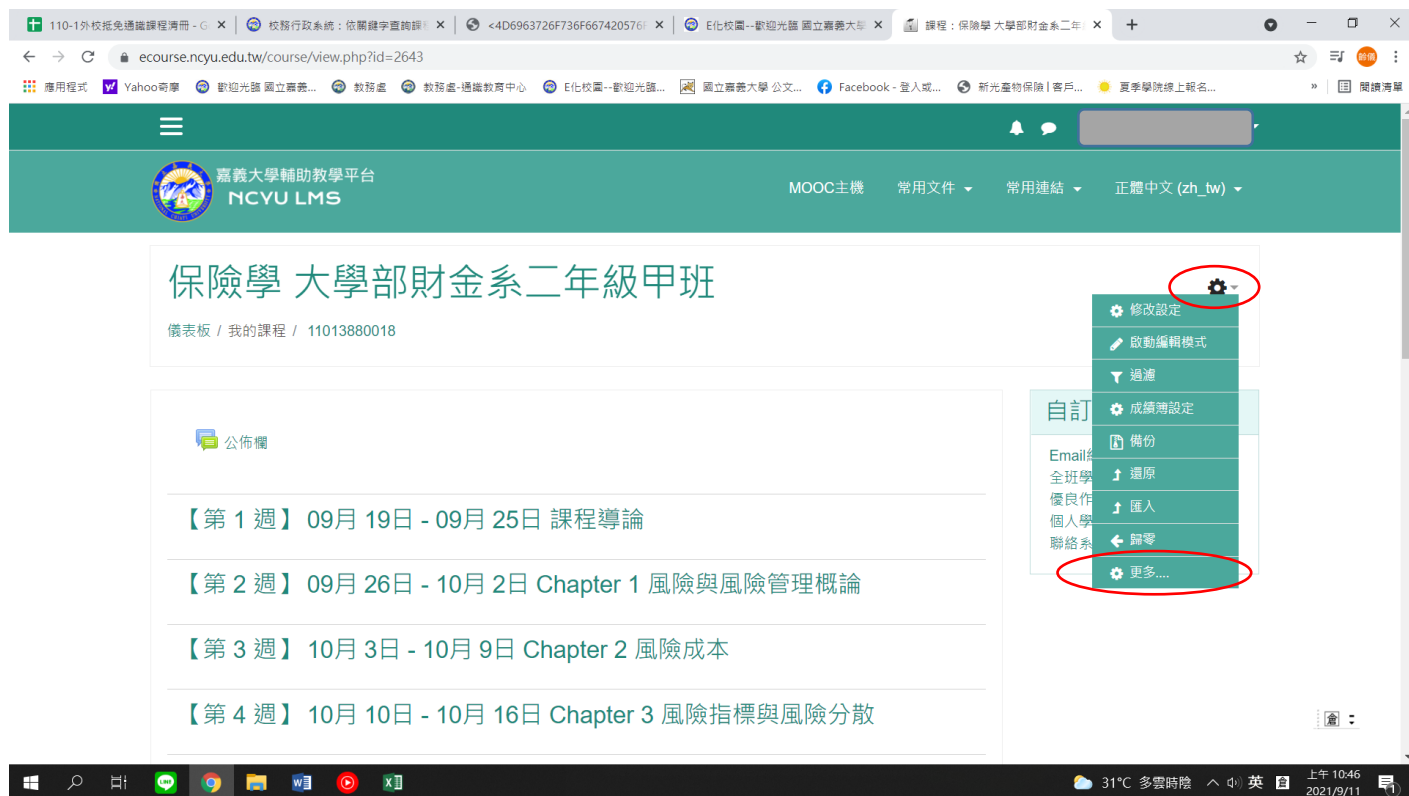 110-1外校抵免通識課程清冊 - G
校務行政系統：依關鍵字查詢課
<4D6963726F736F667420576F
E化校園--歡迎光臨 國立嘉義大學
課程：保險學 大學部財金系二年
ecourse.ncyu.edu.tw/course/view.php?id=2643
應用程式
Yahoo奇摩
歡迎光臨 國立嘉義...
教務處
教務處-通識教育中心
E化校園--歡迎光臨...
國立嘉義大學 公文...
Facebook - 登入或...
新光產物保險 | 客戶...
夏季學院線上報名...
»
閱讀清單
嘉義大學輔助教學平台
NCYU LMS
MOOC主機
常用文件
常用連結
正體中文 (zh_tw)
保險學 大學部財金系二年級甲班
儀表板 / 我的課程 / 11013880018
修改設定
啟動編輯模式
過濾
成績簿設定
備份
還原
匯入
歸零
更多....
公佈欄
【第 1 週】 09月 19日 - 09月 25日 課程導論
【第 2 週】 09月 26日 - 10月 2日 Chapter 1 風險與風險管理概論
【第 3 週】 10月 3日 - 10月 9日 Chapter 2 風險成本
【第 4 週】 10月 10日 - 10月 16日 Chapter 3 風險指標與風險分散
自訂
Email
全班學
優良作
個人學
聯絡系
倉
31°C 多雲時陰
英
倉
上午 10:46
2021/9/11
1